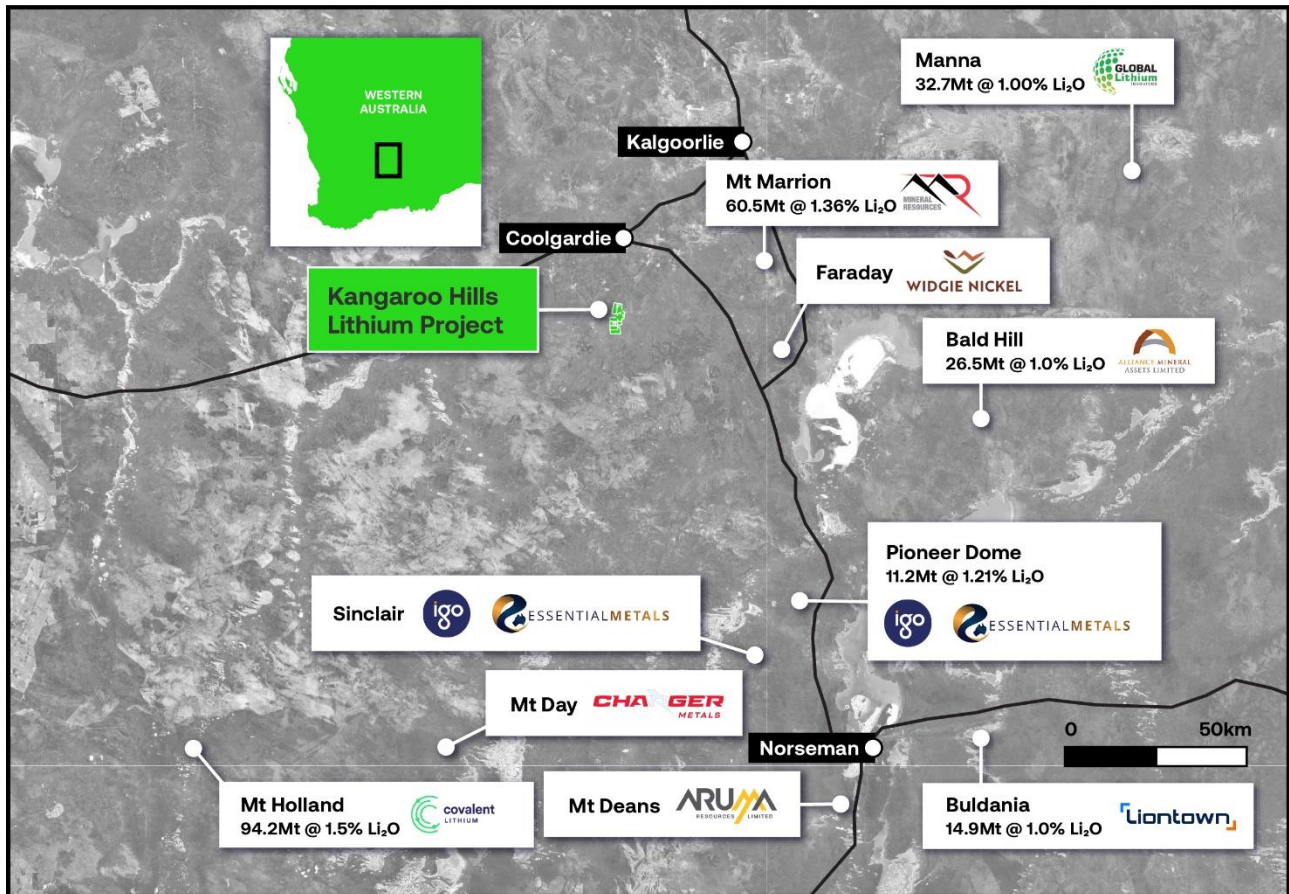 WESTERN
AUSTRALIA
Manna
32.7Mt @ 1.00% Li₂O
GLOBAL
Lithium
RESOURCES
Kalgoorlie
Mt Marrion
60.5Mt @ 1.36% Li₂O
MINERAL
RESOURCES
Coolgardie
Faraday
WIDGIE NICKEL
Kangaroo Hills
Lithium Project
Bald Hill
26.5Mt @ 1.0% Li₂O
ALLIANCE MINERAL
ASSETS LIMITED
Pioneer Dome
11.2Mt @ 1.21% Li₂O
igo
ESSENTIALMETALS
Sinclair
igo
ESSENTIALMETALS
Mt Day
CHARGER
METALS
Norseman
0 50km
Mt Holland
94.2Mt @ 1.5% Li₂O
covalent
LITHIUM
Mt Deans
ARUMA
RESOURCES LIMITED
Buldania
14.9Mt @ 1.0% Li₂O
Liontown